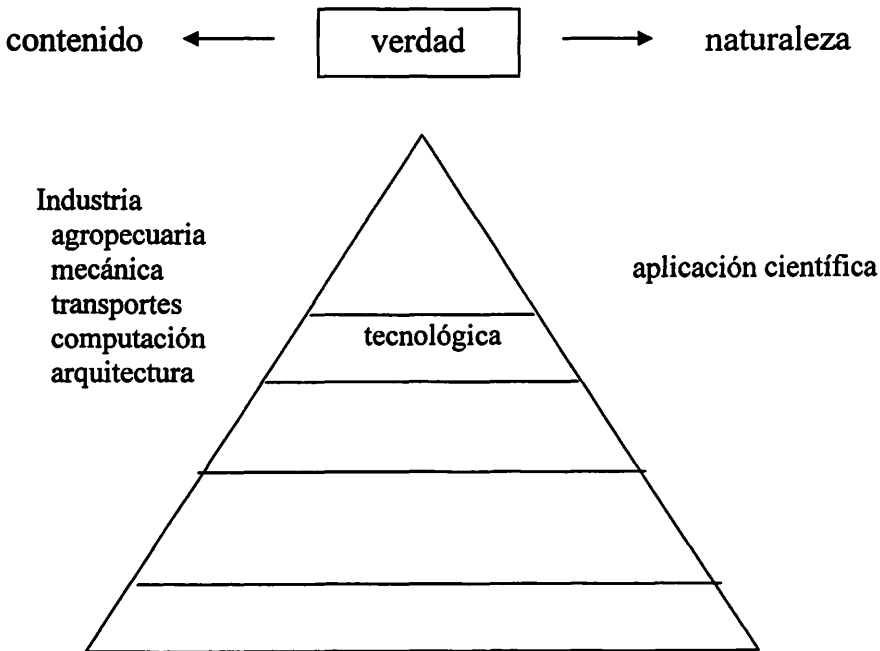 contenido verdad naturaleza
Industria
agropecuaria
mecánica
transportes
computación
arquitectura
aplicación científica
tecnológica